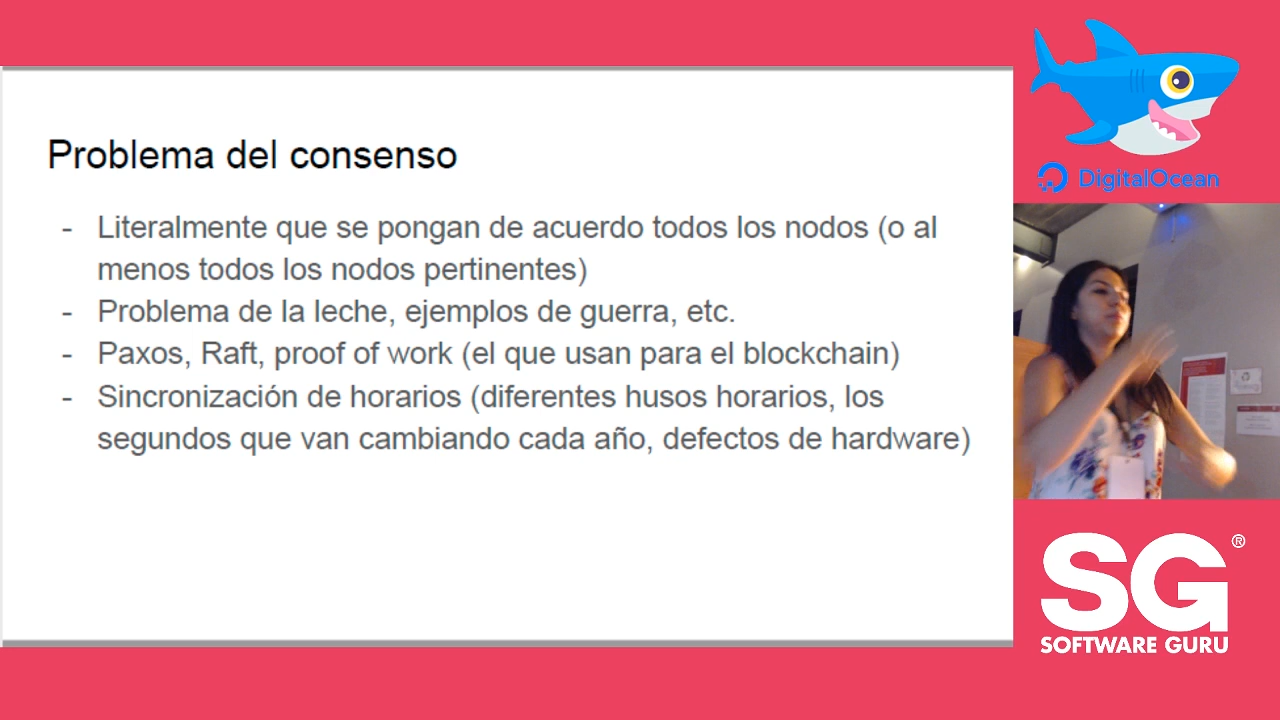 Problema del consenso
- Literalmente que se pongan de acuerdo todos los nodos (o al
menos todos los nodos pertinentes)
- Problema de la leche, ejemplos de guerra, etc.
- Paxos, Raft, proof of work (el que usan para el blockchain)
- Sincronización de horarios (diferentes husos horarios, los
segundos que van cambiando cada año, defectos de hardware)
DigitalOcean
SG®
SOFTWARE GURU